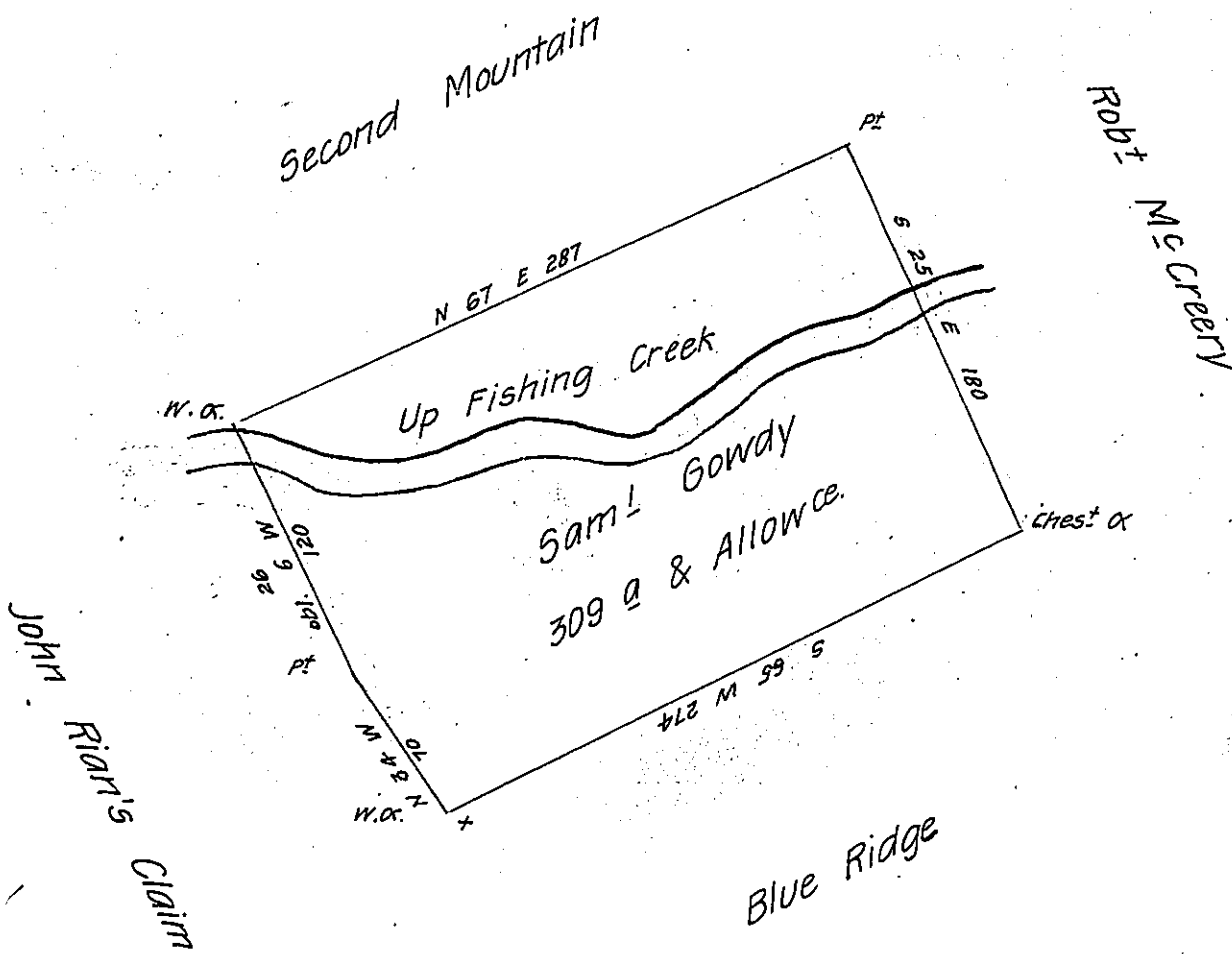 Second Mountain
Pt
Robt McCreery
N 67 E 287
S 25 E 180
Up Fishing Creek
W.o.
Saml Gowdy
309 a & Allowce.
Chest o
26 W
120
obl.
Pt
S 65 W 274
N 34 W 70
W.o.
x
John Rian's Claim
Blue Ridge